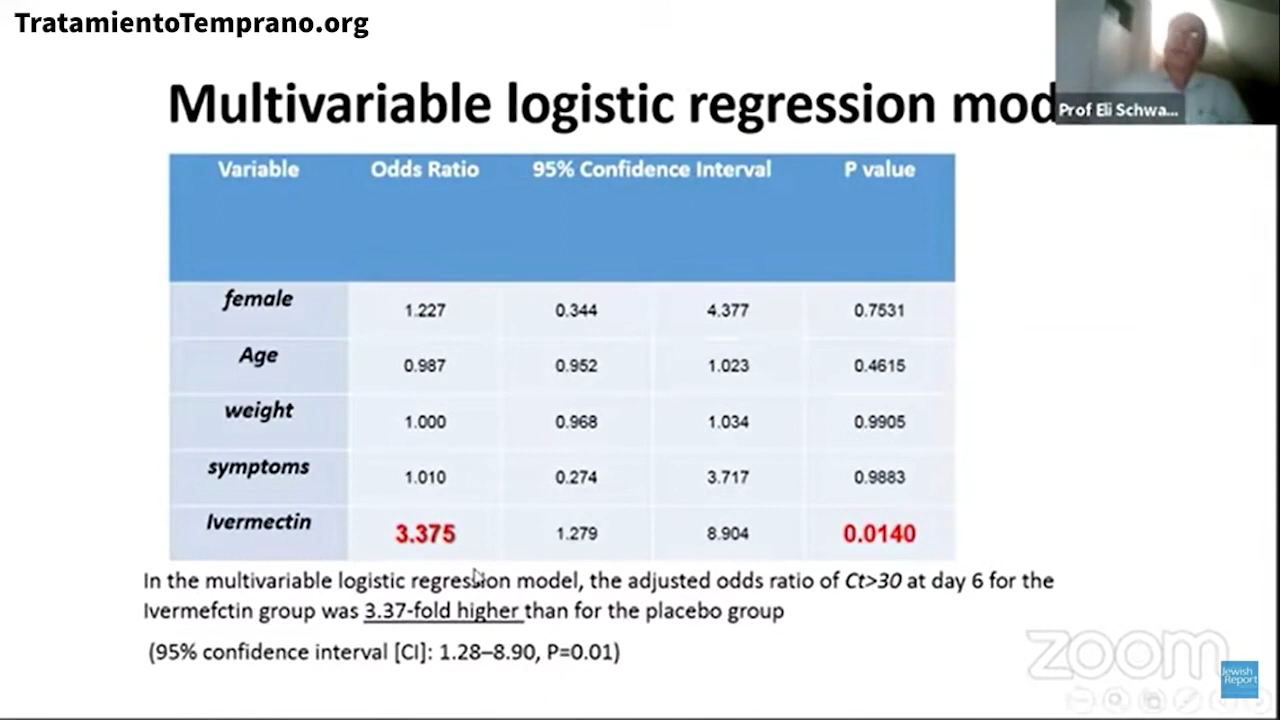 TratamientoTemprano.org
Multivariable logistic regression mod
Prof Eli Schwa...
Variable Odds Ratio 95% Confidence Interval P value
female 1.227 0.344 4.377 0.7531
Age 0.987 0.952 1.023 0.4615
weight 1.000 0.968 1.034 0.9905
symptoms 1.010 0.274 3.717 0.9883
Ivermectin 3.375 1.279 8.904 0.0140
In the multivariable logistic regression model, the adjusted odds ratio of Ct>30 at day 6 for the
Ivermefctin group was 3.37-fold higher than for the placebo group
(95% confidence interval [CI]: 1.28–8.90, P=0.01)
zoom
Jewish
Report